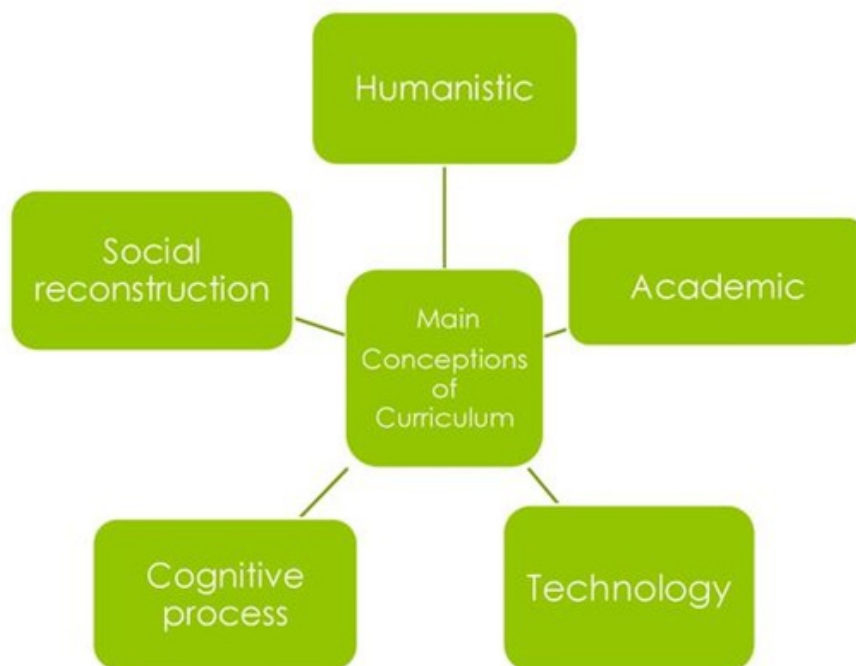 Humanistic
Social
reconstruction
Academic
Main
Conceptions
of
Curriculum
Cognitive
process
Technology